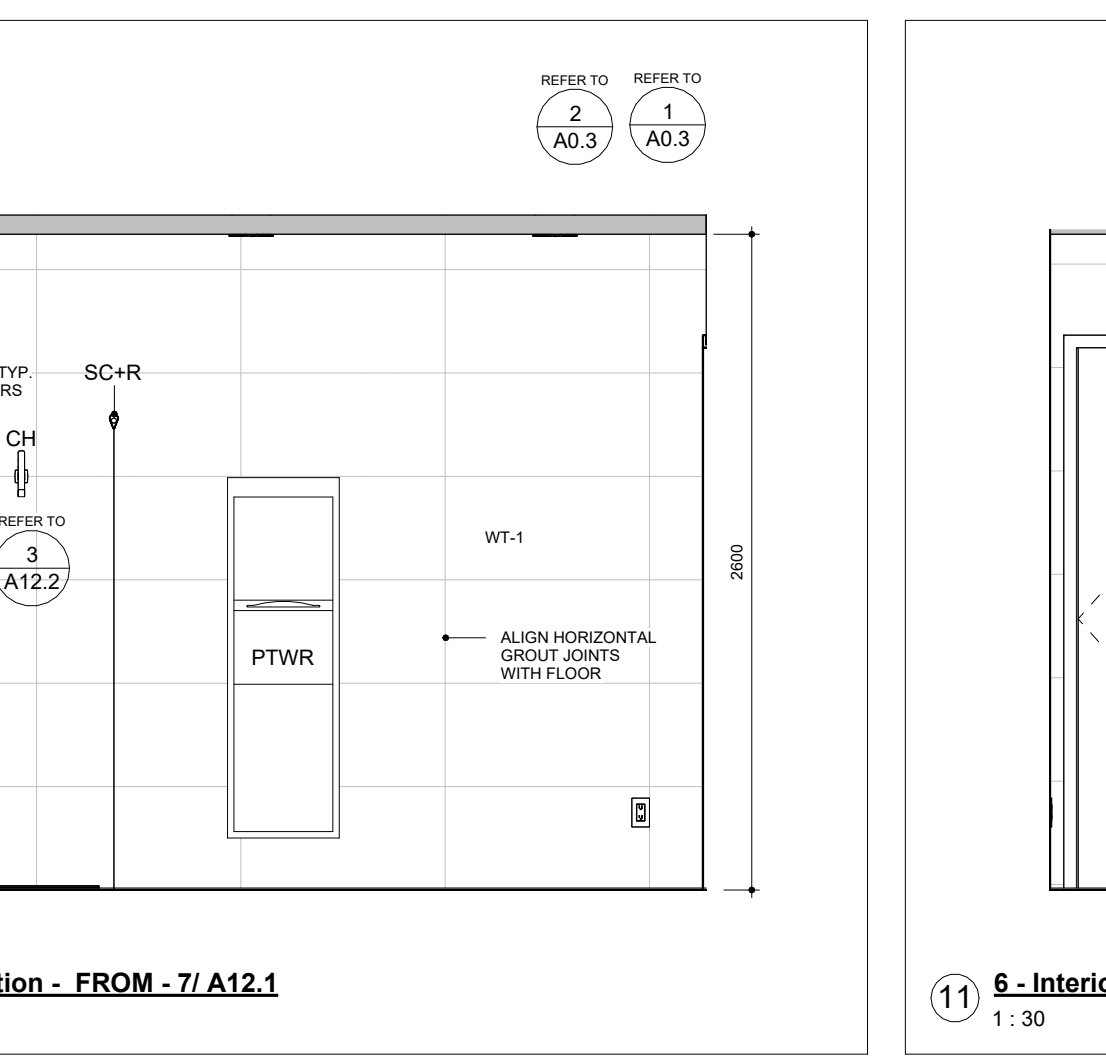 REFER TO
2
A0.3
REFER TO
1
A0.3
TYP.
RS
SC+R
CH
REFER TO
3
A12.2
WT-1
2600
ALIGN HORIZONTAL
GROUT JOINTS
WITH FLOOR
PTWR
tion -  FROM - 7/ A12.1
11
6 - Interio
1 : 30